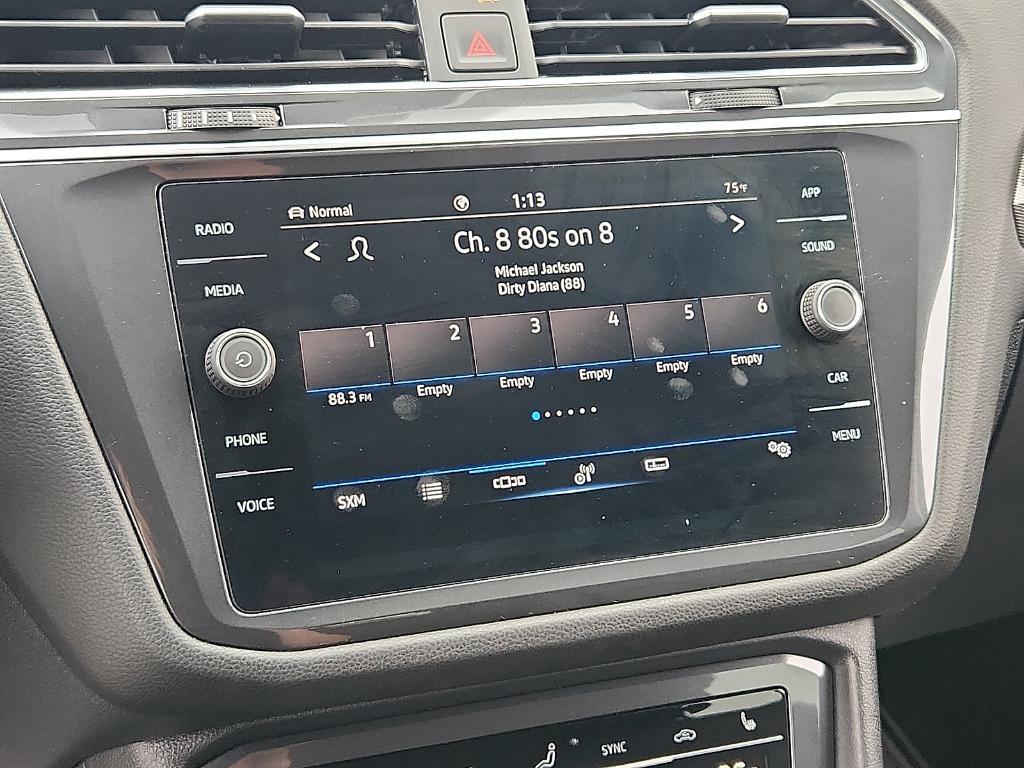 Normal 1:13 75°F
RADIO
MEDIA
PHONE
VOICE
Ch. 8 80s on 8
Michael Jackson
Dirty Diana (88)
1 2 3 4 5 6
88.3 FM Empty Empty Empty Empty Empty
SXM
APP
SOUND
CAR
MENU
SYNC